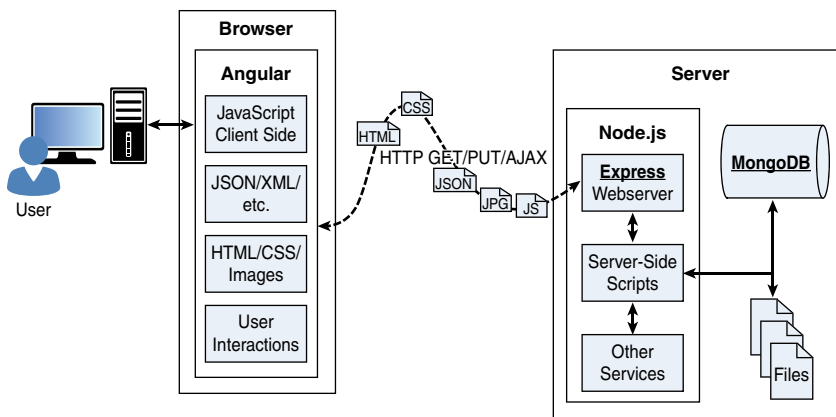 User
Browser
Angular
JavaScript
Client Side
JSON/XML/
etc.
HTML/CSS/
Images
User
Interactions
HTML
CSS
HTTP GET/PUT/AJAX
JSON
JPG
JS
Server
Node.js
Express
Webserver
Server-Side
Scripts
Other
Services
MongoDB
Files